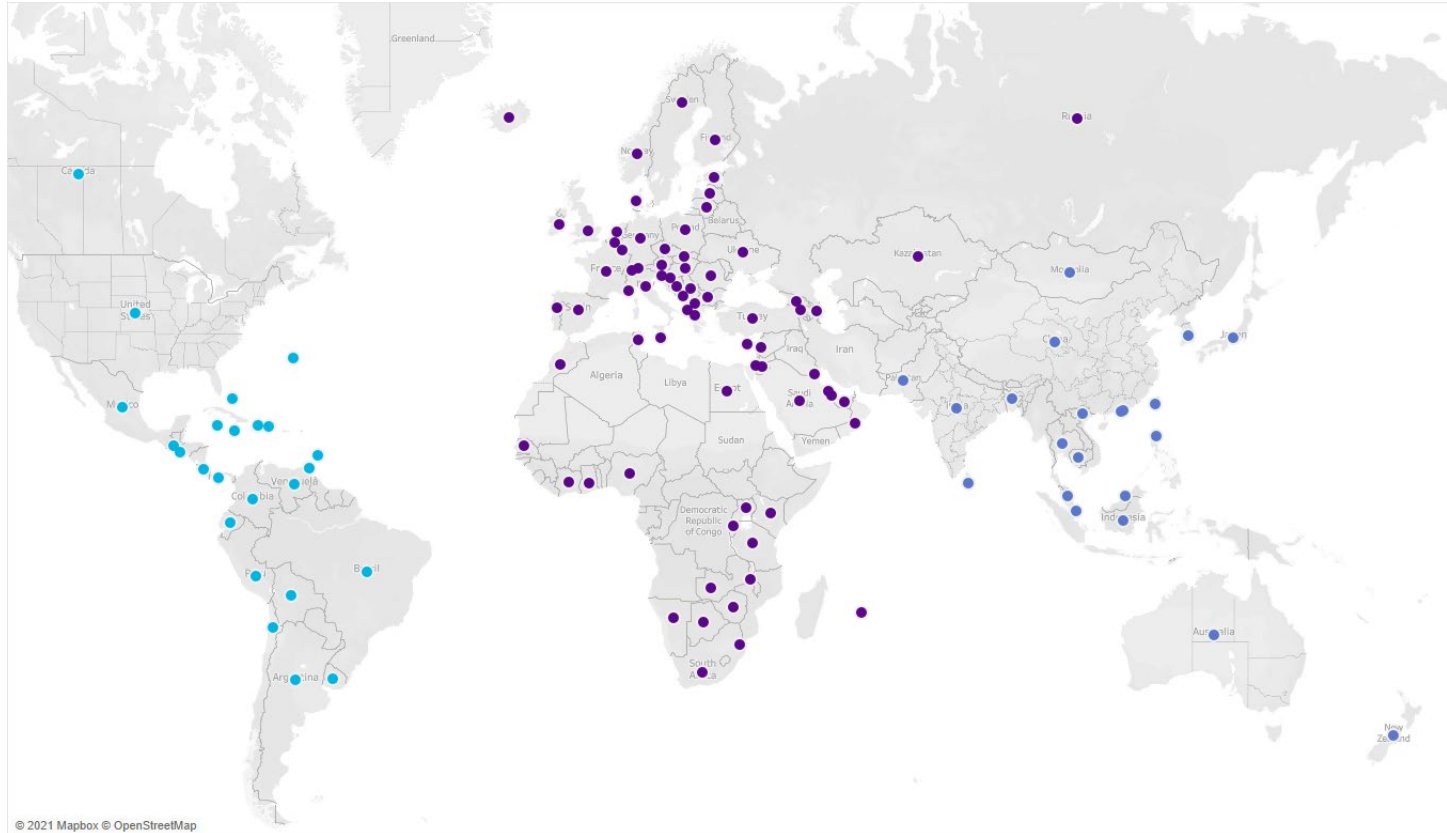 Greenland
Sweden
Russia
Finland
Norway
Canada
Belarus
Poland
Germany
Ukraine
Kazakhstan
France
Mongolia
United
States
Spain
Turkey
China
Japan
Iraq
Iran
Algeria
Libya
Egypt
Pakistan
Saudi
Arabia
Mexico
India
Sudan
Yemen
Venezuela
Colombia
Democratic
Republic
of Congo
Indonesia
Peru
Brazil
Australia
South
Africa
Argentina
New
Zealand
© 2021 Mapbox © OpenStreetMap